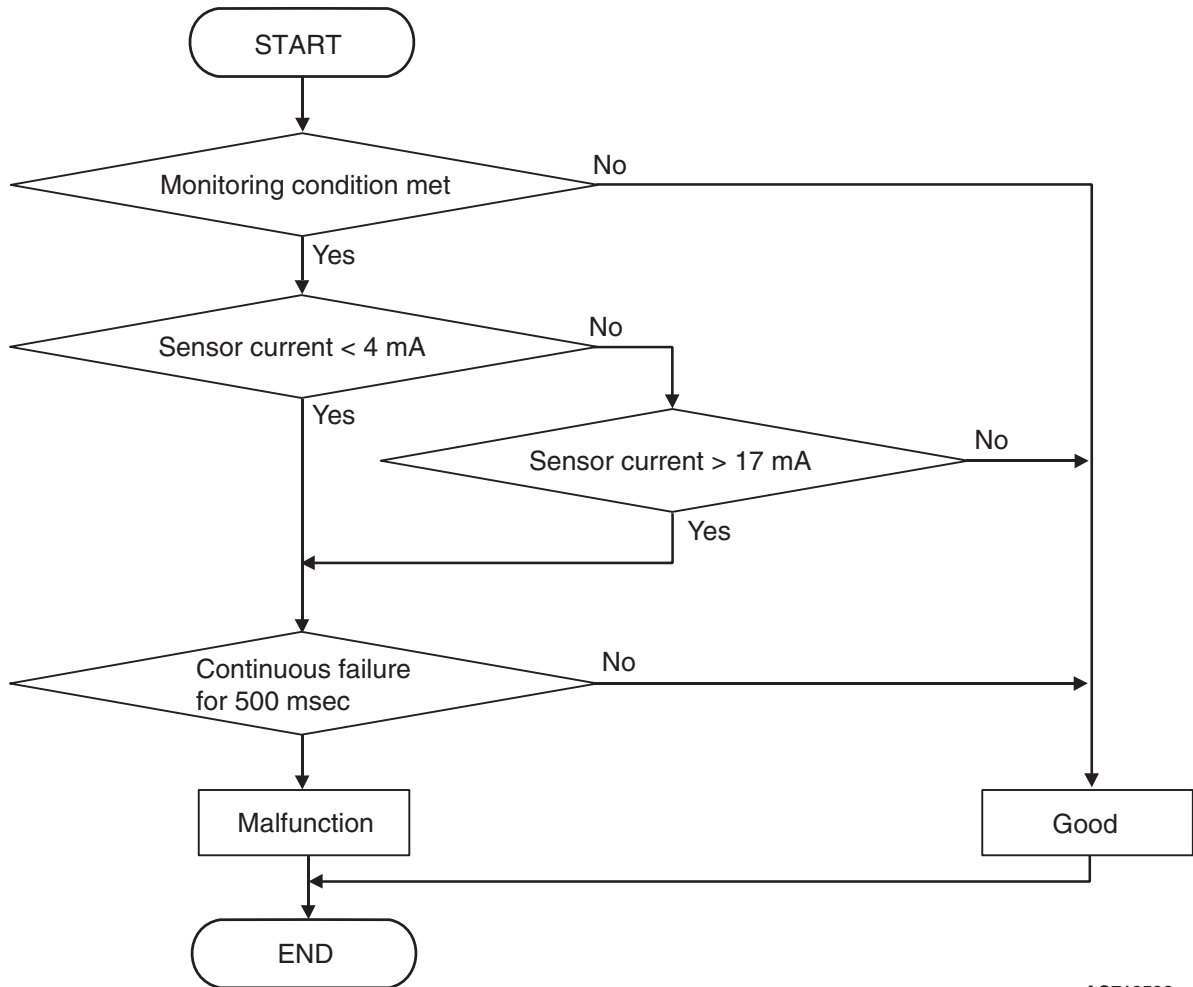 START
Monitoring condition met
No
Yes
Sensor current < 4 mA
No
Yes
Sensor current > 17 mA
No
Yes
Continuous failure
for 500 msec
No
Malfunction
Good
END